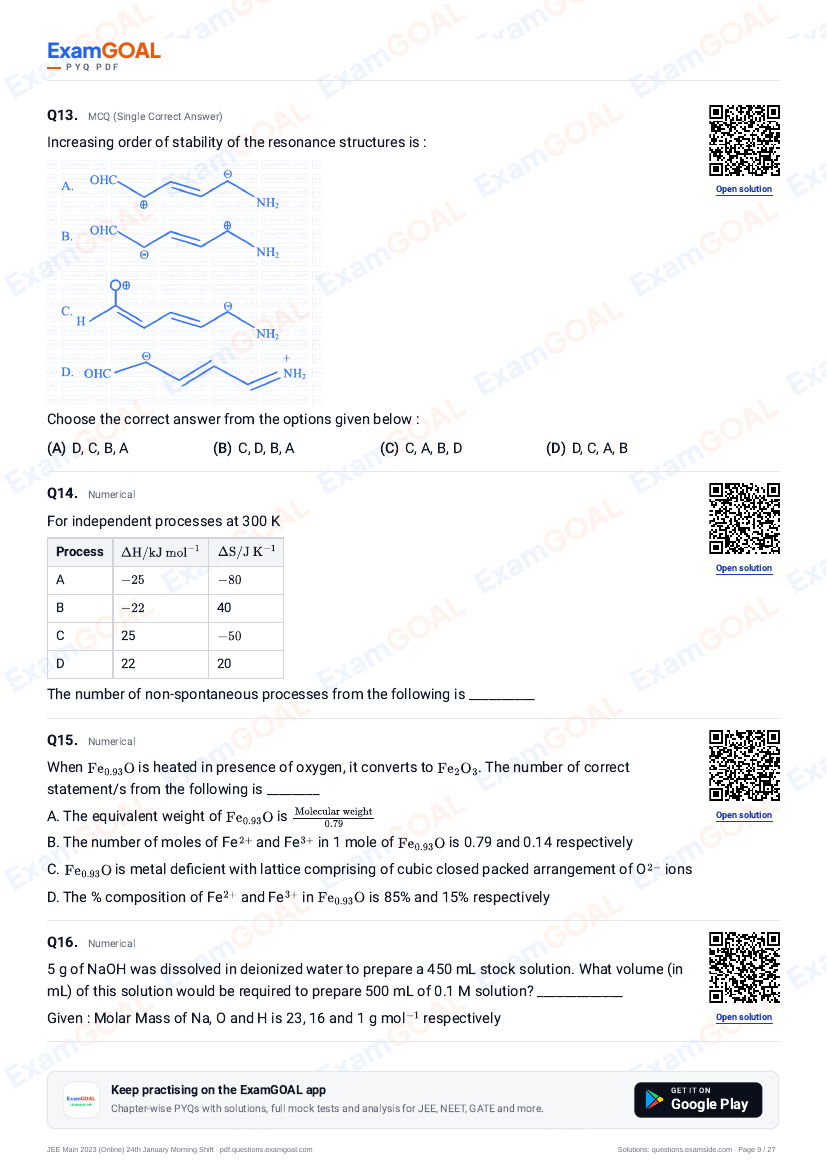 ExamGOAL
PYQ PDF
Q13. MCQ (Single Correct Answer)
Increasing order of stability of the resonance structures is :
Open solution
A. OHC ⊕ ⊖ NH₂
B. OHC ⊖ ⊕ NH₂
C. H O⊕ ⊖ NH₂
D. OHC ⊖ + NH₂
Choose the correct answer from the options given below :
(A) D, C, B, A (B) C, D, B, A (C) C, A, B, D (D) D, C, A, B
Q14. Numerical
For independent processes at 300 K
Open solution
Process ΔH/kJ mol⁻¹ ΔS/J K⁻¹
A −25 −80
B −22 40
C 25 −50
D 22 20
The number of non-spontaneous processes from the following is __________
Q15. Numerical
When Fe₀.₉₃O is heated in presence of oxygen, it converts to Fe₂O₃. The number of correct
statement/s from the following is ________
Open solution
A. The equivalent weight of Fe₀.₉₃O is Molecular weight / 0.79
B. The number of moles of Fe²⁺ and Fe³⁺ in 1 mole of Fe₀.₉₃O is 0.79 and 0.14 respectively
C. Fe₀.₉₃O is metal deficient with lattice comprising of cubic closed packed arrangement of O²⁻ ions
D. The % composition of Fe²⁺ and Fe³⁺ in Fe₀.₉₃O is 85% and 15% respectively
Q16. Numerical
5 g of NaOH was dissolved in deionized water to prepare a 450 mL stock solution. What volume (in
mL) of this solution would be required to prepare 500 mL of 0.1 M solution? _____________
Given : Molar Mass of Na, O and H is 23, 16 and 1 g mol⁻¹ respectively
Open solution
ExamGOAL
Keep practising on the ExamGOAL app
Chapter-wise PYQs with solutions, full mock tests and analysis for JEE, NEET, GATE and more.
GET IT ON
Google Play
JEE Main 2023 (Online) 24th January Morning Shift · pdf.questions.examgoal.com
Solutions: questions.examside.com · Page 9 / 27